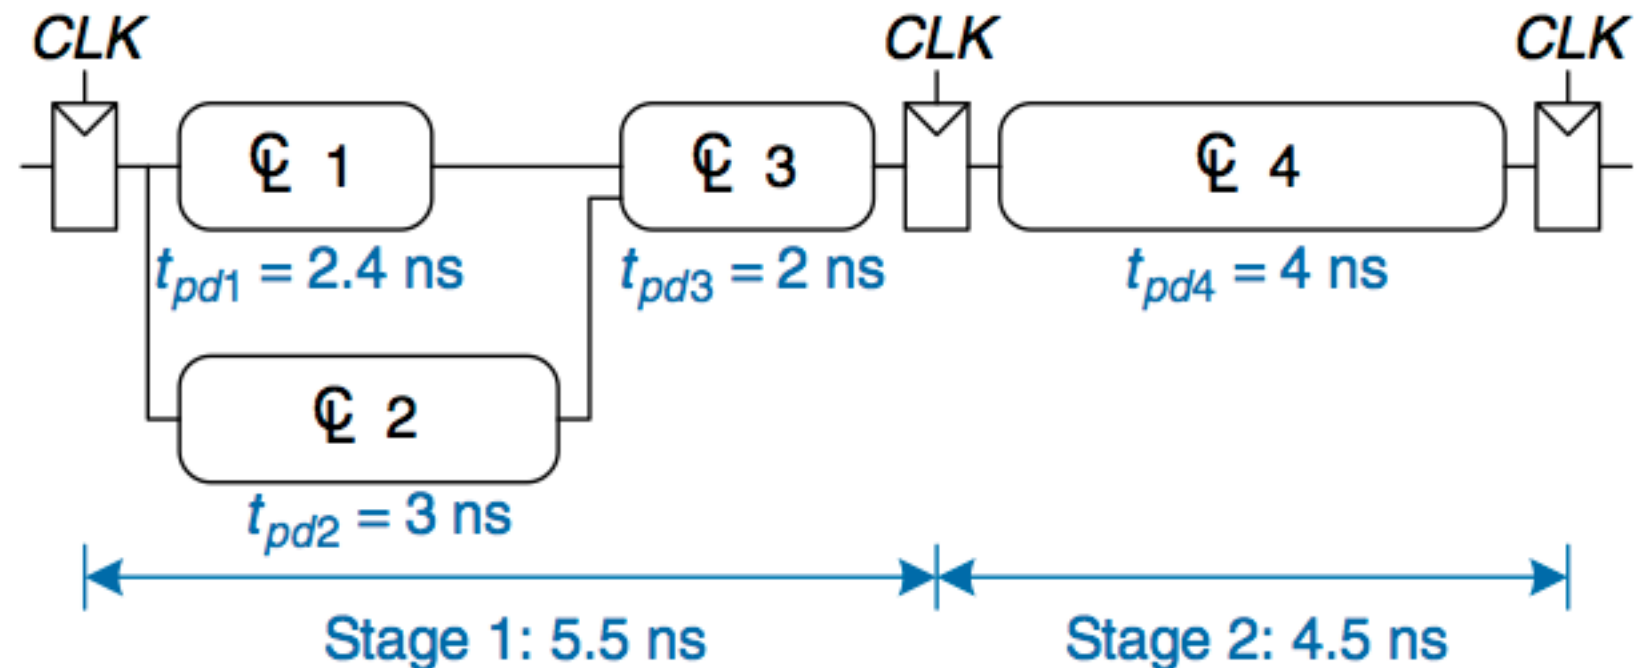 CLK CLK CLK
CL 1 CL 3 CL 4
tpd1 = 2.4 ns tpd3 = 2 ns tpd4 = 4 ns
CL 2
tpd2 = 3 ns
Stage 1: 5.5 ns Stage 2: 4.5 ns